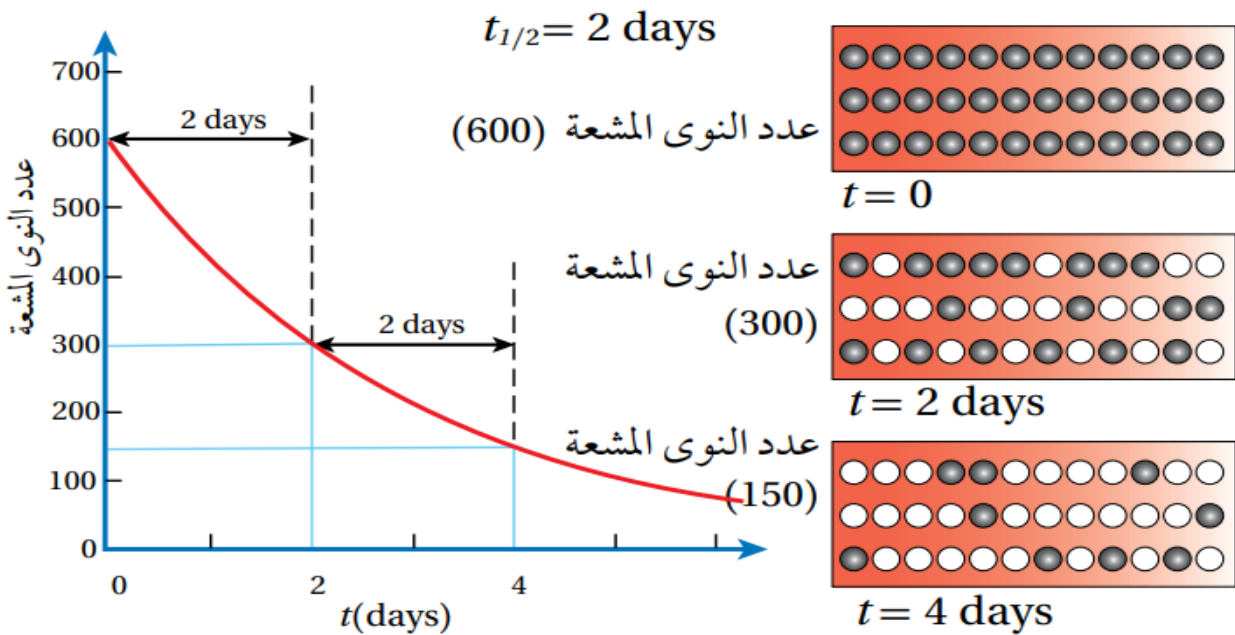 t1/2= 2 days
700
600
500
400
300
200
100
0
عدد النوى المشعة
2 days
2 days
0
2
4
t(days)
عدد النوى المشعة (600)
t = 0
عدد النوى المشعة
(300)
t = 2 days
عدد النوى المشعة
(150)
t = 4 days